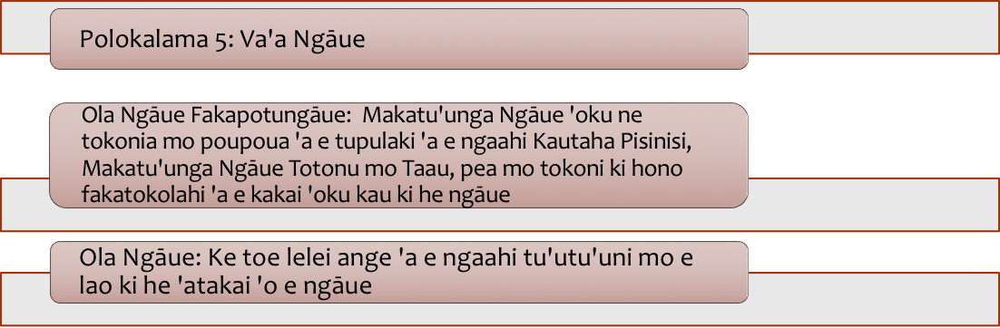 Polokalama 5: Va'a Ngāue
Ola Ngāue Fakapotungāue:  Makatu'unga Ngāue 'oku ne
tokonia mo poupoua 'a e tupulaki 'a e ngaahi Kautaha Pisinisi,
Makatu'unga Ngāue Totonu mo Taau, pea mo tokoni ki hono
fakatokolahi 'a e kakai 'oku kau ki he ngāue
Ola Ngāue: Ke toe lelei ange 'a e ngaahi tu'utu'uni mo e
lao ki he 'atakai 'o e ngāue